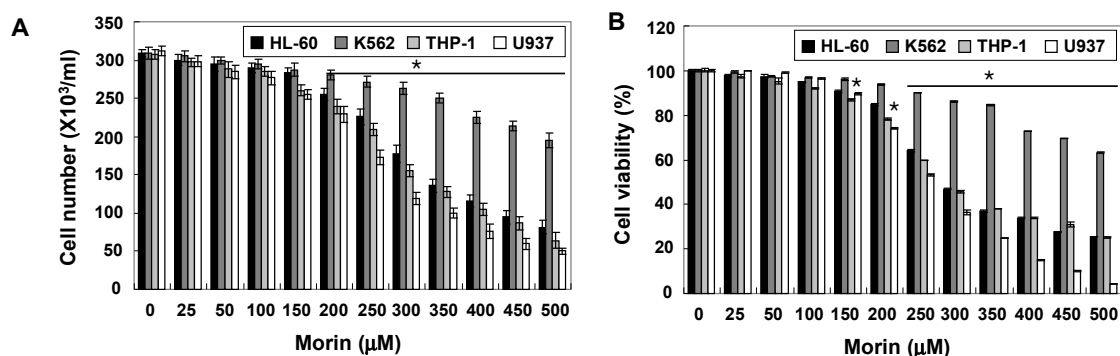 A
Cell number (X10³/ml)
350
300
250
200
150
100
50
0
HL-60 K562 THP-1 U937
*
0 25 50 100 150 200 250 300 350 400 450 500
Morin (µM)
B
Cell viability (%)
120
100
80
60
40
20
0
HL-60 K562 THP-1 U937
*
*
*
0 25 50 100 150 200 250 300 350 400 450 500
Morin (µM)